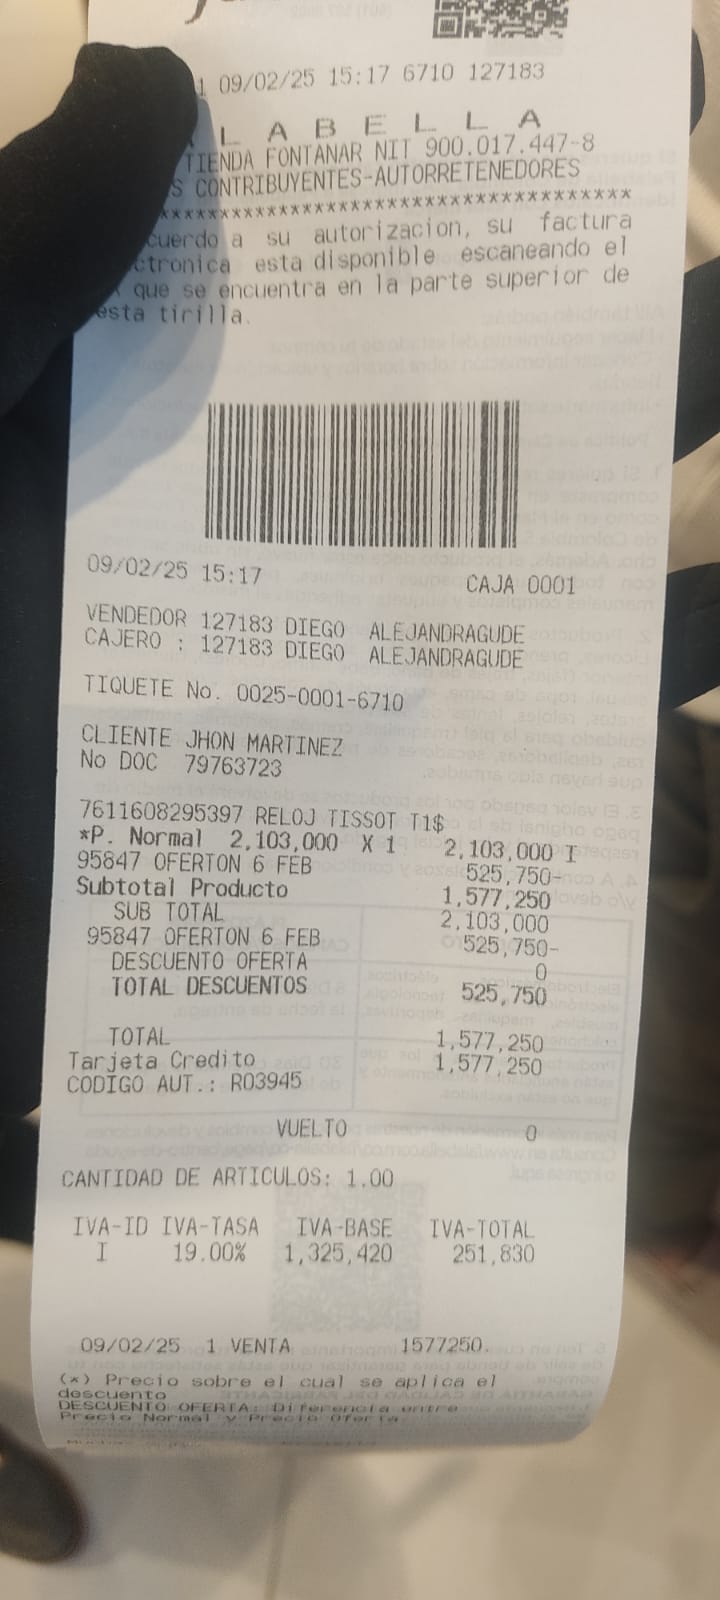 1 09/02/25 15:17 6710 127183
L A B E L L A
TIENDA FONTANAR NIT 900.017.447-8
S CONTRIBUYENTES-AUTORRETENEDORES
***************************************
cuerdo a su autorizacion, su factura
ctronica esta disponible escaneando el
que se encuentra en la parte superior de
esta tirilla.
09/02/25 15:17 CAJA 0001
VENDEDOR 127183 DIEGO ALEJANDRAGUDE
CAJERO : 127183 DIEGO ALEJANDRAGUDE
TIQUETE No. 0025-0001-6710
CLIENTE JHON MARTINEZ
No DOC 79763723
7611608295397 RELOJ TISSOT T1$
*P. Normal 2,103,000 X 1 2,103,000 I
95847 OFERTON 6 FEB 525,750-
Subtotal Producto 1,577,250
SUB TOTAL 2,103,000
95847 OFERTON 6 FEB 525,750-
DESCUENTO OFERTA 0
TOTAL DESCUENTOS 525,750
TOTAL 1,577,250
Tarjeta Credito 1,577,250
CODIGO AUT.: R03945
VUELTO 0
CANTIDAD DE ARTICULOS: 1.00
IVA-ID IVA-TASA IVA-BASE IVA-TOTAL
I 19.00% 1,325,420 251,830
09/02/25 1 VENTA 1577250.
(*) Precio sobre el cual se aplica el
descuento
DESCUENTO OFERTA: Diferencia entre
Precio Normal y Precio Oferta